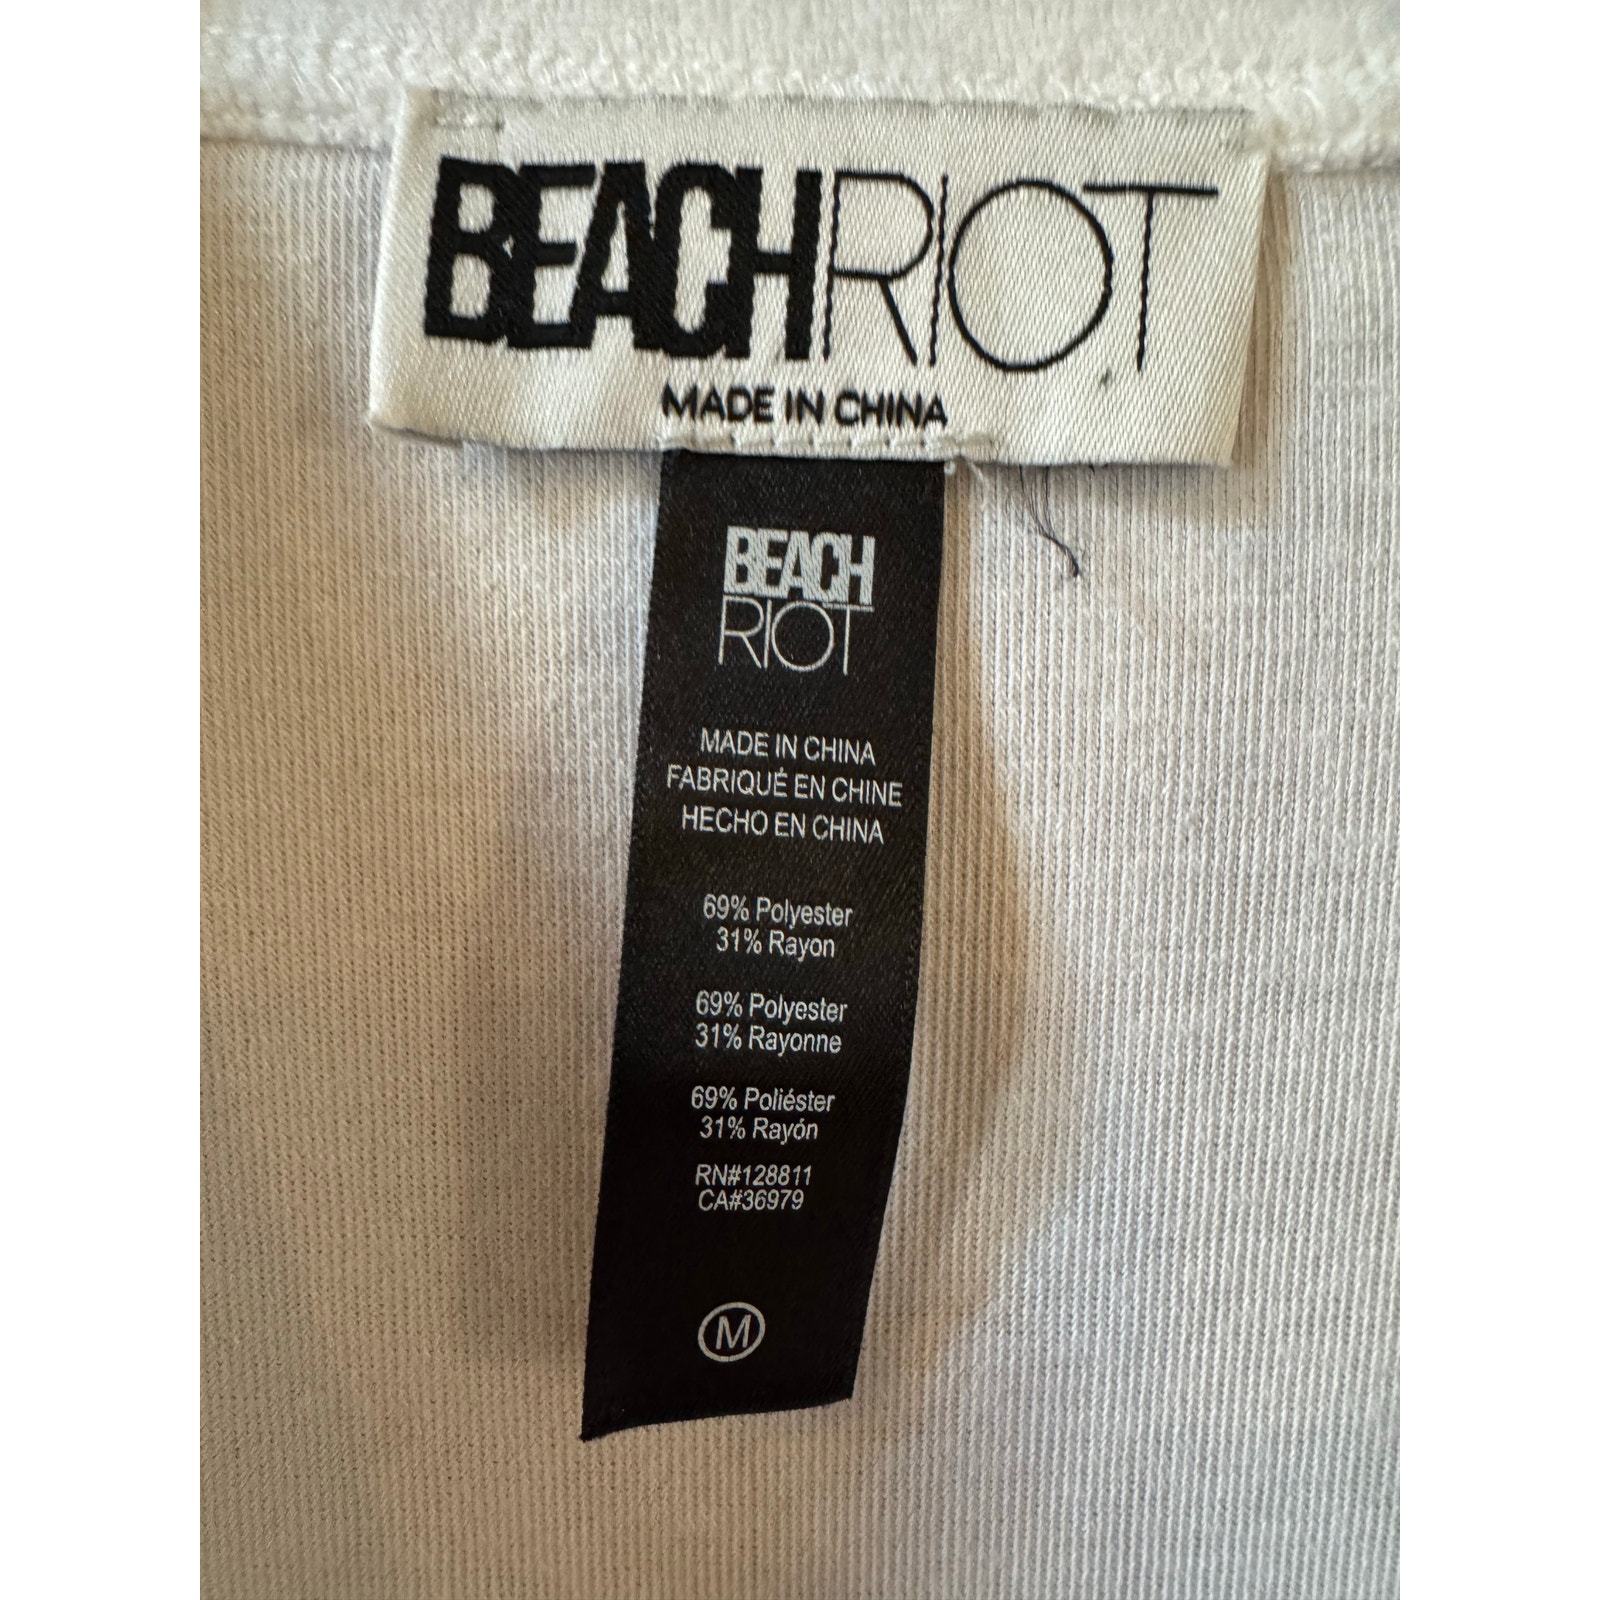 BEACHRIOT
MADE IN CHINA
BEACH
RIOT
MADE IN CHINA
FABRIQUÉ EN CHINE
HECHO EN CHINA
69% Polyester
31% Rayon
69% Polyester
31% Rayonne
69% Poliéster
31% Rayón
RN#128811
CA#36979
M